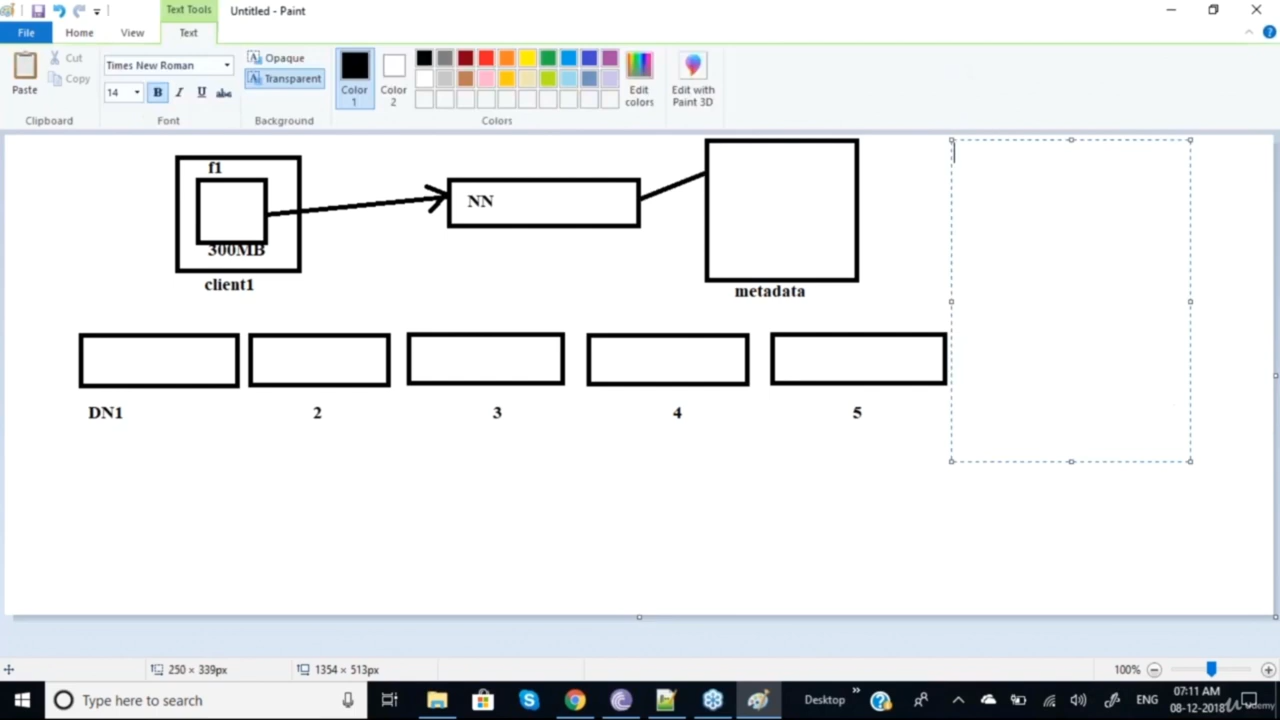 Text Tools
Untitled - Paint
File
Home
View
Text
Paste
Cut
Copy
Clipboard
Times New Roman
14
B
I
U
abc
Font
Opaque
Transparent
Background
Color 1
Color 2
Edit colors
Colors
Edit with Paint 3D
f1
300MB
client1
NN
metadata
DN1
2
3
4
5
250 × 339px
1354 × 513px
100%
Type here to search
Desktop
ENG
07:11 AM
08-12-2018
Udemy